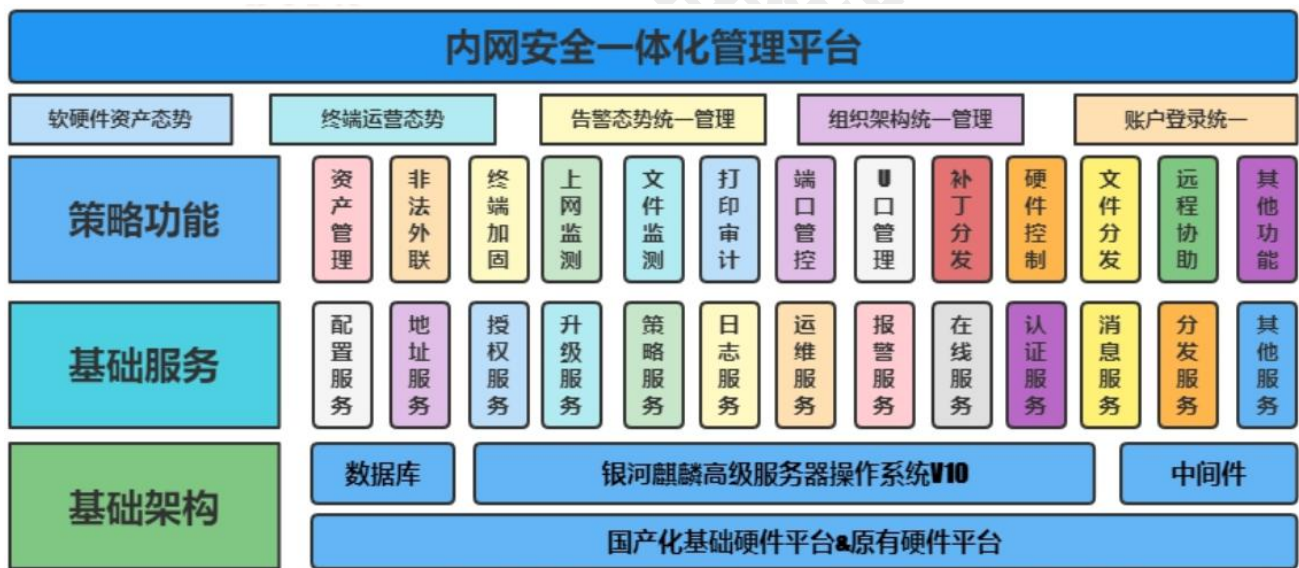 内网安全一体化管理平台
软硬件资产态势
终端运营态势
告警态势统一管理
组织架构统一管理
账户登录统一
策略功能
资产管理
非法外联
终端加固
上网监测
文件监测
打印审计
端口管控
U口管理
补丁分发
硬件控制
文件分发
远程协助
其他功能
基础服务
配置服务
地址服务
授权服务
升级服务
策略服务
日志服务
运维服务
报警服务
在线服务
认证服务
消息服务
分发服务
其他服务
基础架构
数据库
银河麒麟高级服务器操作系统V10
中间件
国产化基础硬件平台&原有硬件平台